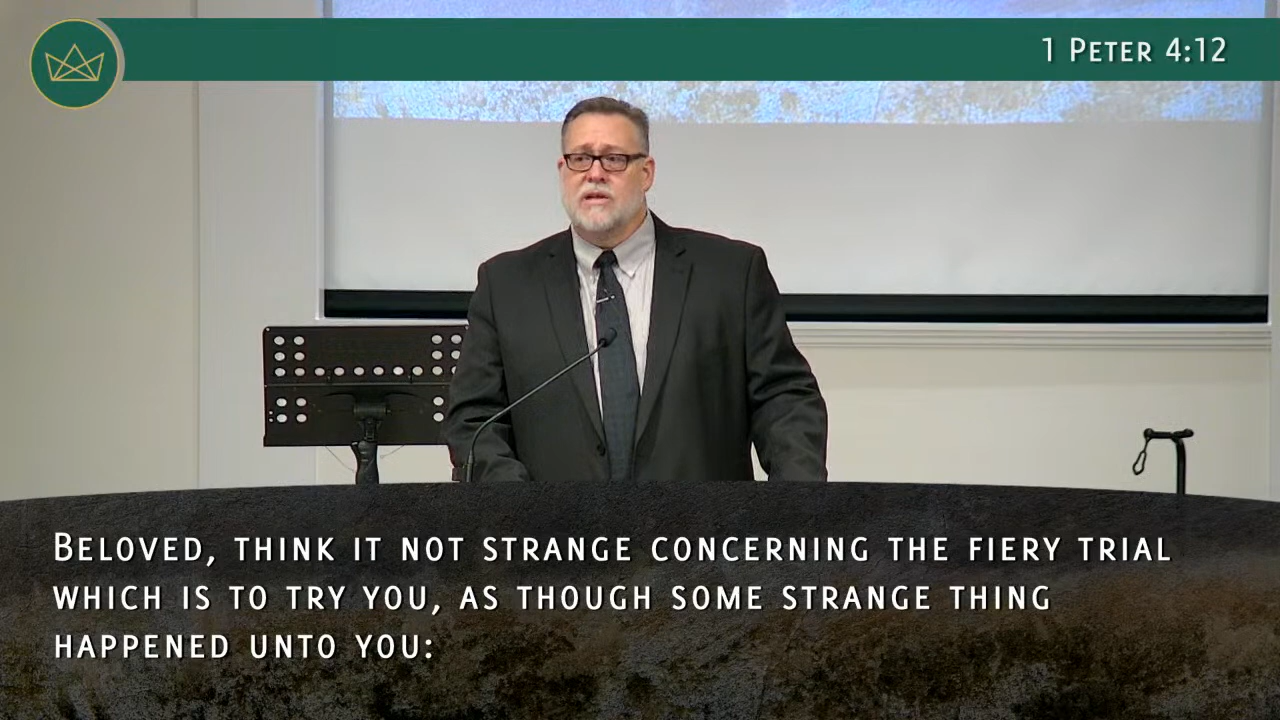 1 Peter 4:12
Beloved, think it not strange concerning the fiery trial
which is to try you, as though some strange thing
happened unto you: